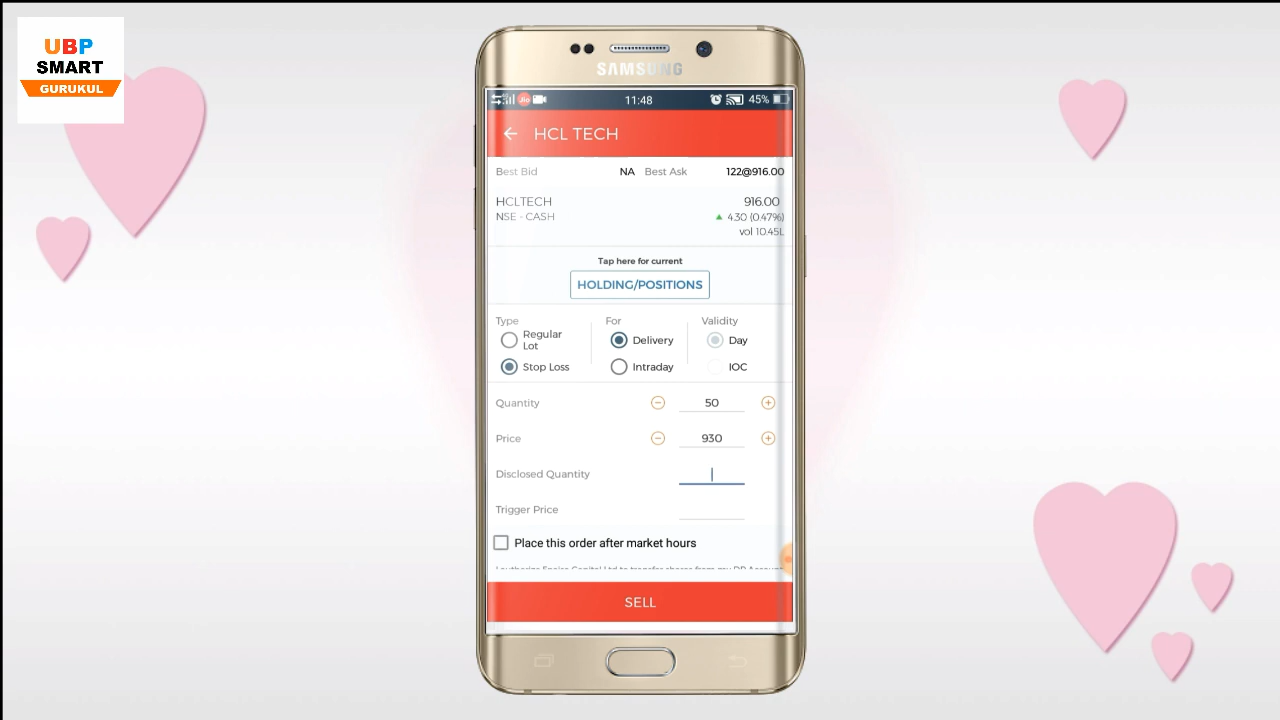 UBP
SMART
GURUKUL
SAMSUNG
Jio
11:48
45%
HCL TECH
Best Bid NA Best Ask 122@916.00
HCLTECH 916.00
NSE - CASH 4.30 (0.47%)
vol 10.45L
Tap here for current
HOLDING/POSITIONS
Type For Validity
Regular Lot Delivery Day
Stop Loss Intraday IOC
Quantity 50
Price 930
Disclosed Quantity
Trigger Price
Place this order after market hours
SELL